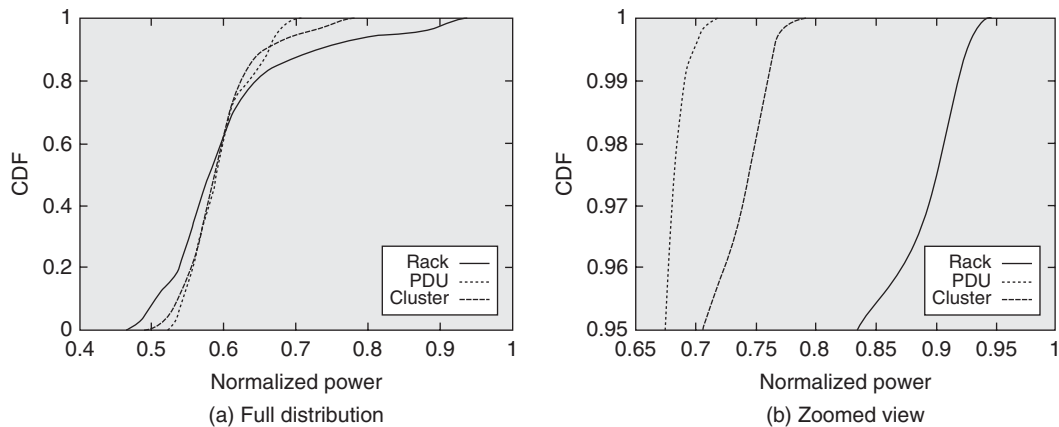 1
0.8
0.6
0.4
0.2
0
CDF
0.4
0.5
0.6
0.7
0.8
0.9
1
Normalized power
Rack
PDU
Cluster
(a) Full distribution
1
0.99
0.98
0.97
0.96
0.95
CDF
0.65
0.7
0.75
0.85
0.9
0.95
1
Normalized power
Rack
PDU
Cluster
(b) Zoomed view